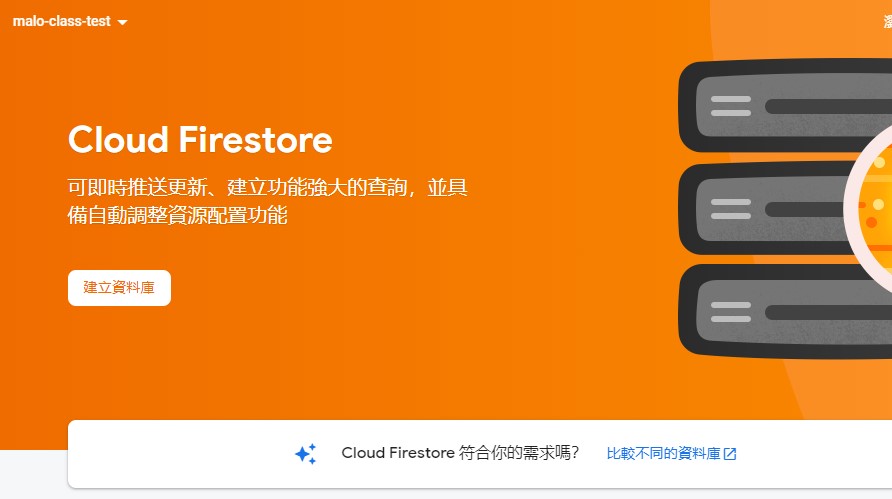 malo-class-test
Cloud Firestore
可即時推送更新、建立功能強大的查詢，並具
備自動調整資源配置功能
建立資料庫
Cloud Firestore 符合你的需求嗎？ 比較不同的資料庫